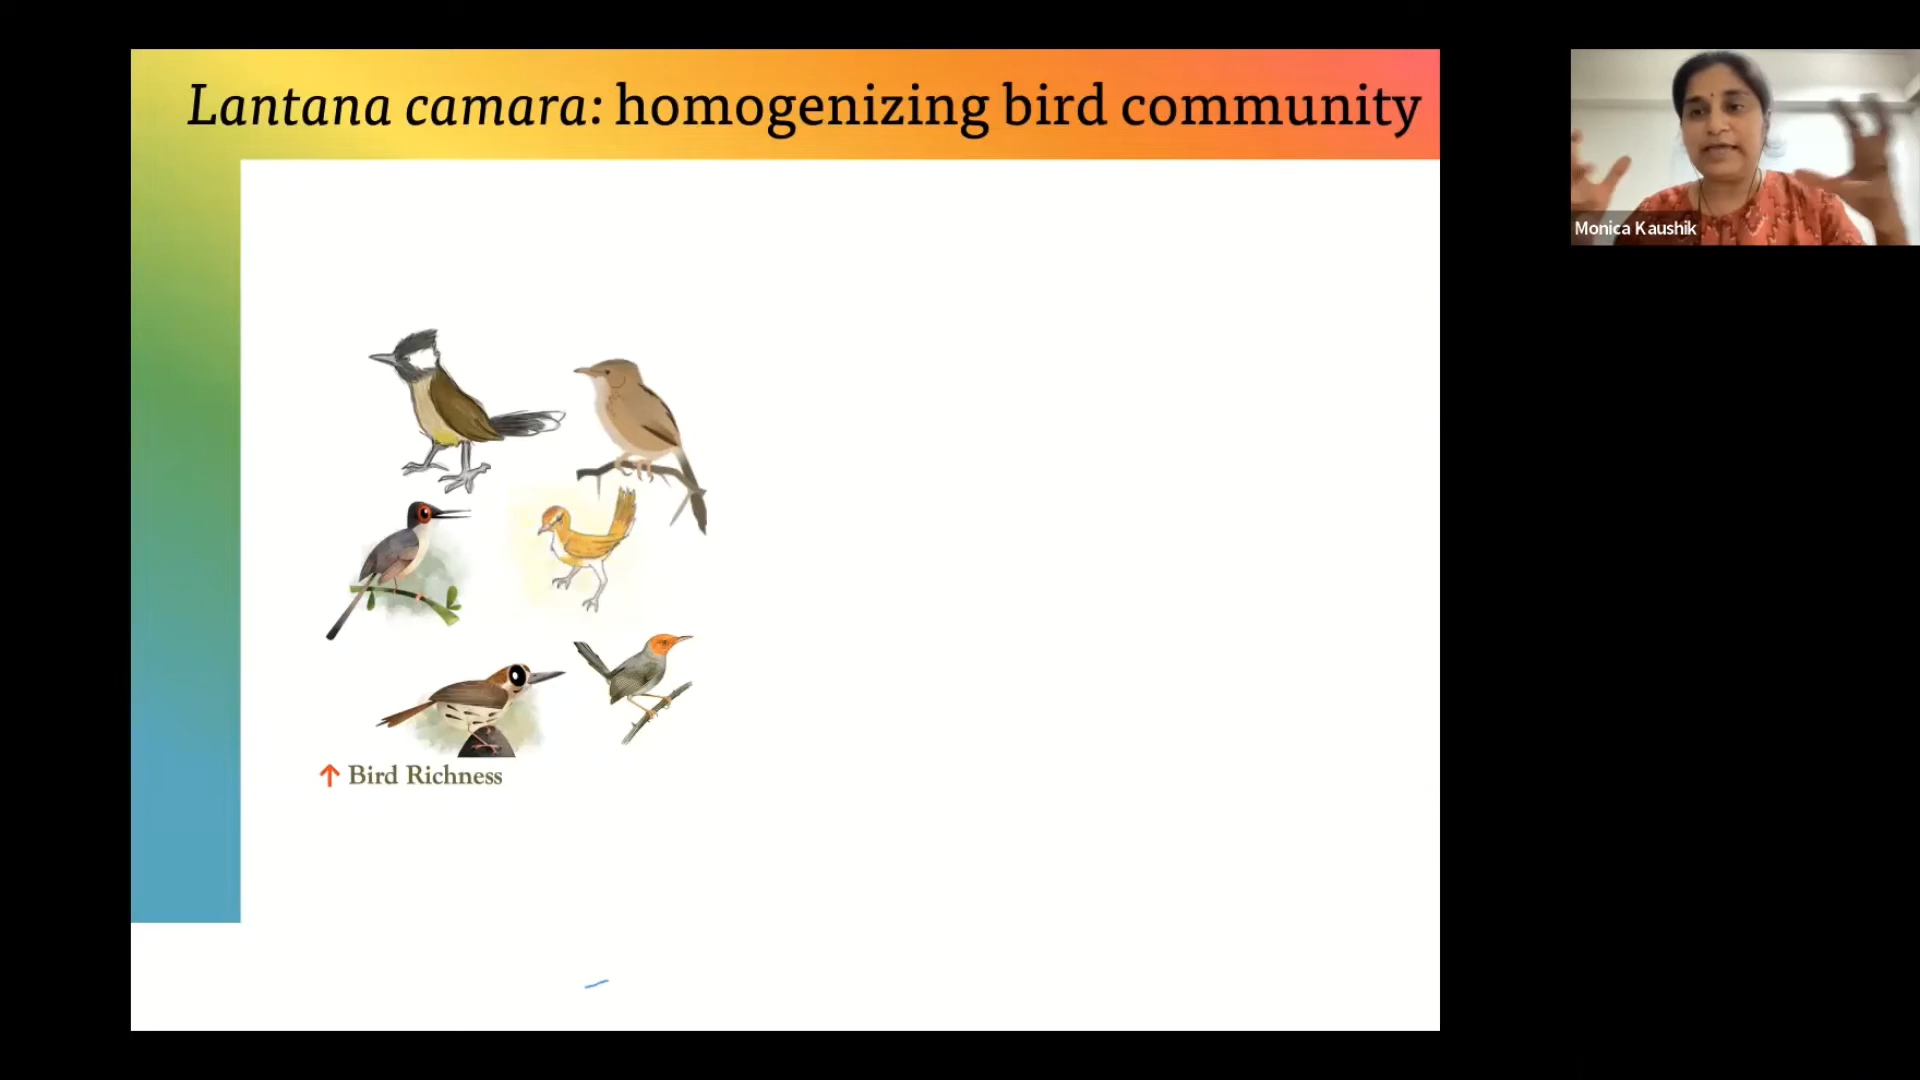 Lantana camara: homogenizing bird community
Monica Kaushik
↑ Bird Richness